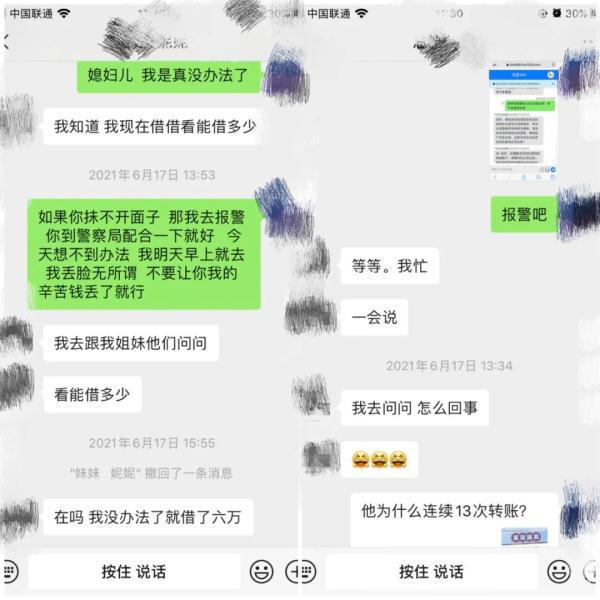 中国联通
11:30
30%
媳妇儿 我是真没办法了
我知道 我现在借借看能借多少
2021年6月17日 13:53
如果你抹不开面子 那我去报警
你到警察局配合一下就好 今
天想不到办法 我明天早上就去
我丢脸无所谓 不要让你我的
辛苦钱丢了就行
我去跟我姐妹他们问问
看能借多少
2021年6月17日 15:55
"妹妹 妮妮" 撤回了一条消息
在吗 我没办法了就借了六万
按住 说话
中国联通
11:30
30%
报警吧
等等。我忙
一会说
2021年6月17日 13:34
我去问问 怎么回事
他为什么连续13次转账?
按住 说话